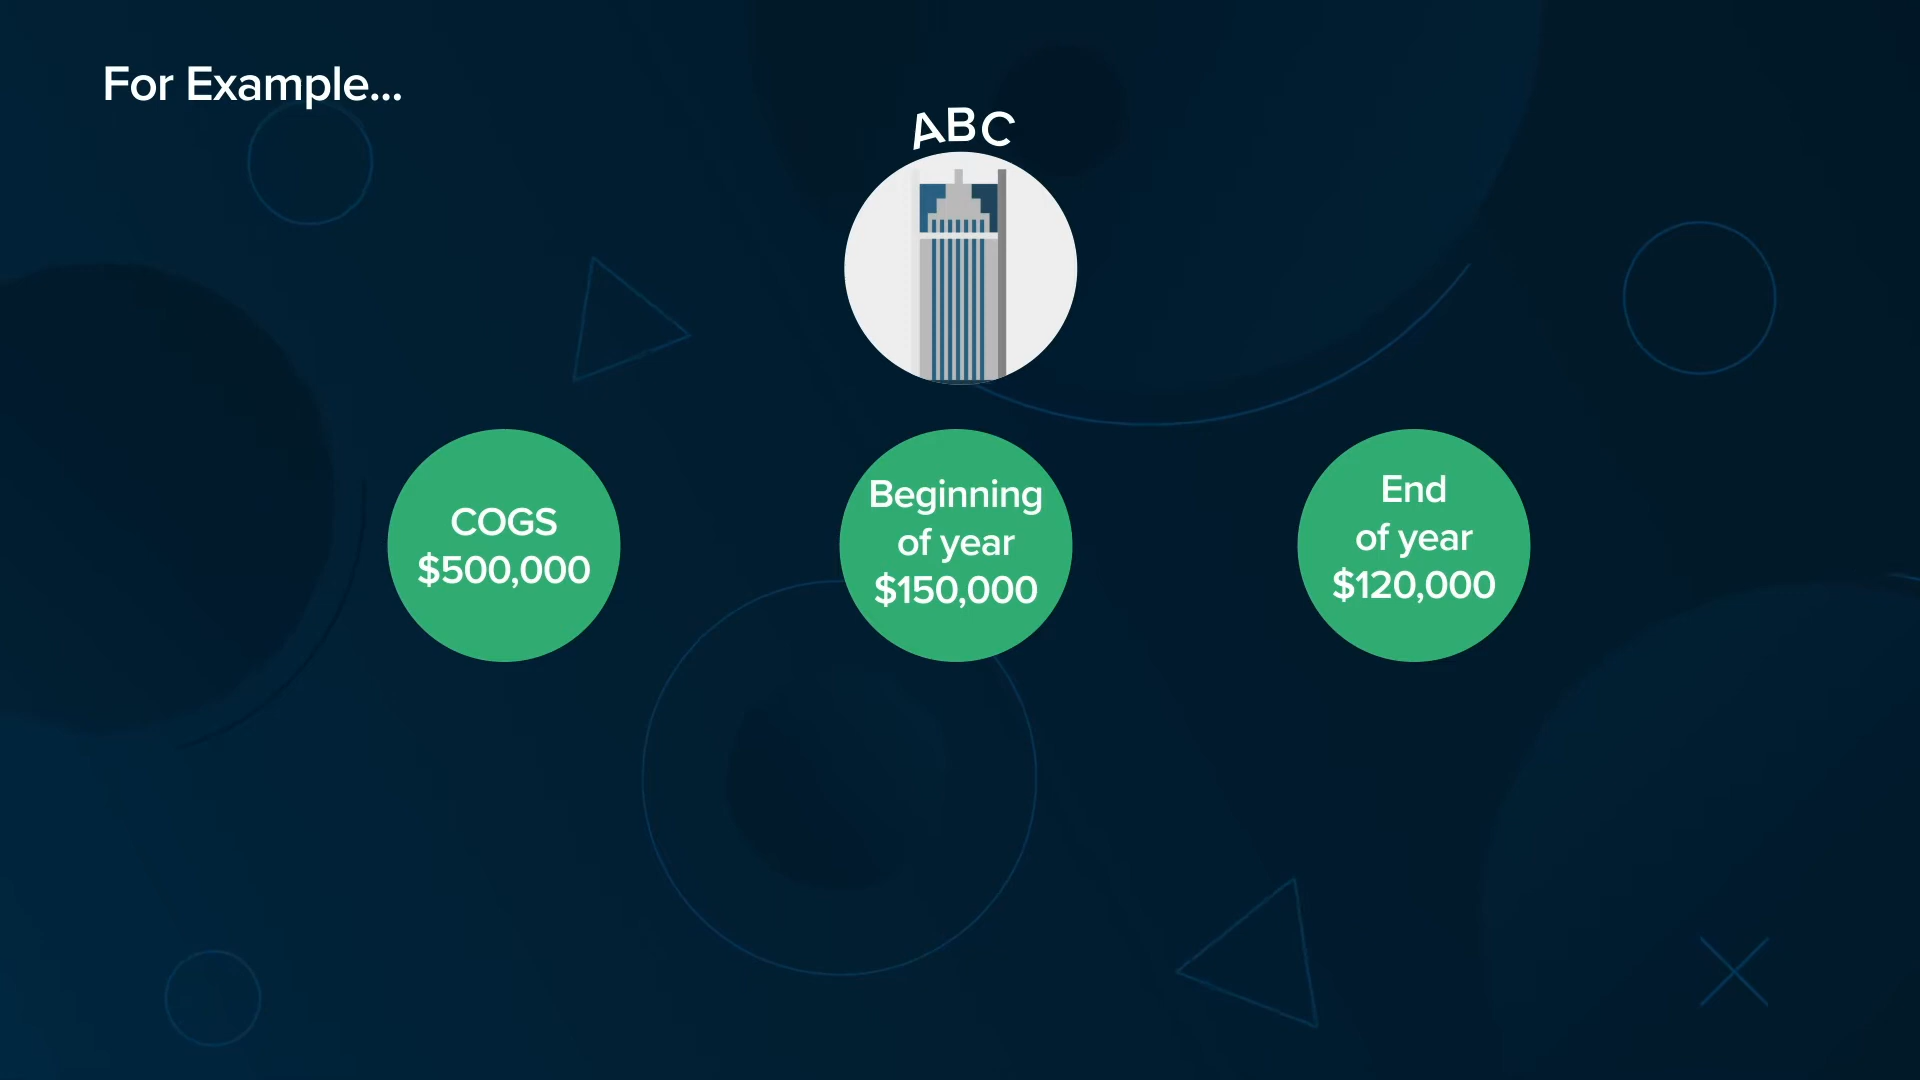 For Example...
ABC
COGS
$500,000
Beginning
of year
$150,000
End
of year
$120,000